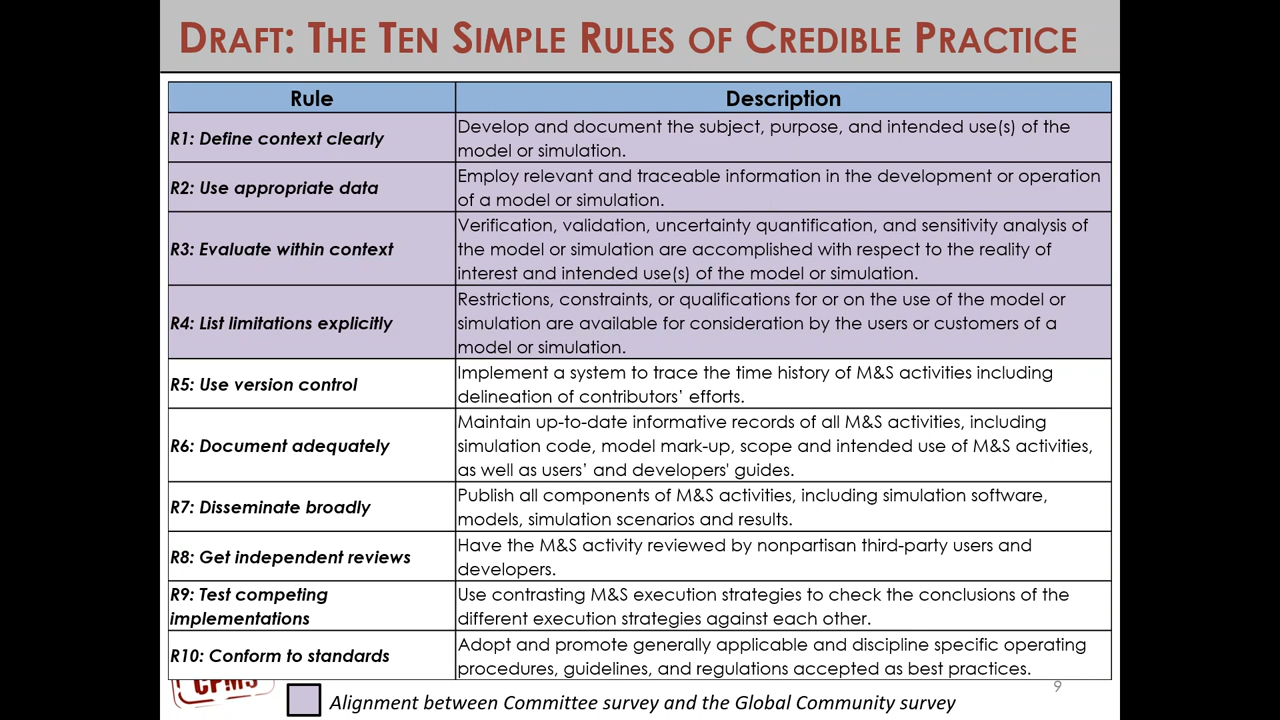 DRAFT: THE TEN SIMPLE RULES OF CREDIBLE PRACTICE
Rule
Description
R1: Define context clearly
Develop and document the subject, purpose, and intended use(s) of the
model or simulation.
R2: Use appropriate data
Employ relevant and traceable information in the development or operation
of a model or simulation.
R3: Evaluate within context
Verification, validation, uncertainty quantification, and sensitivity analysis of
the model or simulation are accomplished with respect to the reality of
interest and intended use(s) of the model or simulation.
R4: List limitations explicitly
Restrictions, constraints, or qualifications for or on the use of the model or
simulation are available for consideration by the users or customers of a
model or simulation.
R5: Use version control
Implement a system to trace the time history of M&S activities including
delineation of contributors’ efforts.
R6: Document adequately
Maintain up-to-date informative records of all M&S activities, including
simulation code, model mark-up, scope and intended use of M&S activities,
as well as users’ and developers' guides.
R7: Disseminate broadly
Publish all components of M&S activities, including simulation software,
models, simulation scenarios and results.
R8: Get independent reviews
Have the M&S activity reviewed by nonpartisan third-party users and
developers.
R9: Test competing
implementations
Use contrasting M&S execution strategies to check the conclusions of the
different execution strategies against each other.
R10: Conform to standards
Adopt and promote generally applicable and discipline specific operating
procedures, guidelines, and regulations accepted as best practices.
CPMS
9
Alignment between Committee survey and the Global Community survey